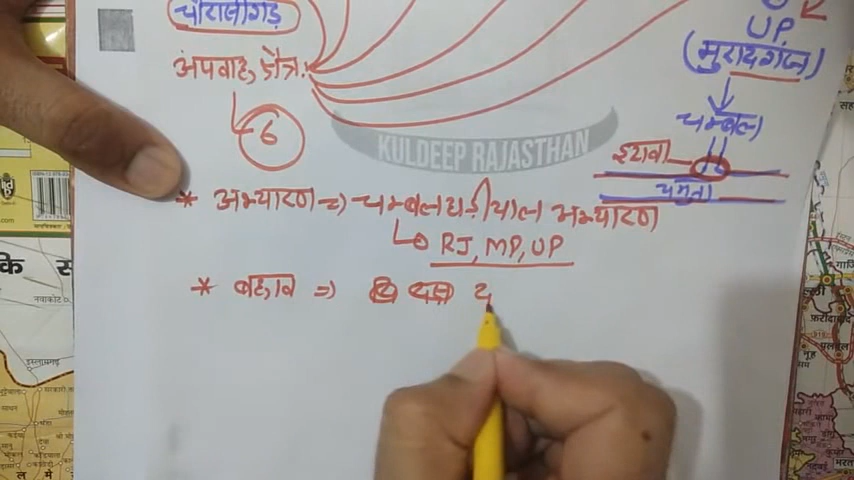 चौरासीगढ़
UP
(मुरादगंज)
अपवाह क्षेत्र:
6
चम्बल
इटावा
यमुना
KULDEEP RAJASTHAN
* अभ्यारण => चम्बल घड़ीयाल अभ्यारण
RJ, MP, UP
* बहाव =>